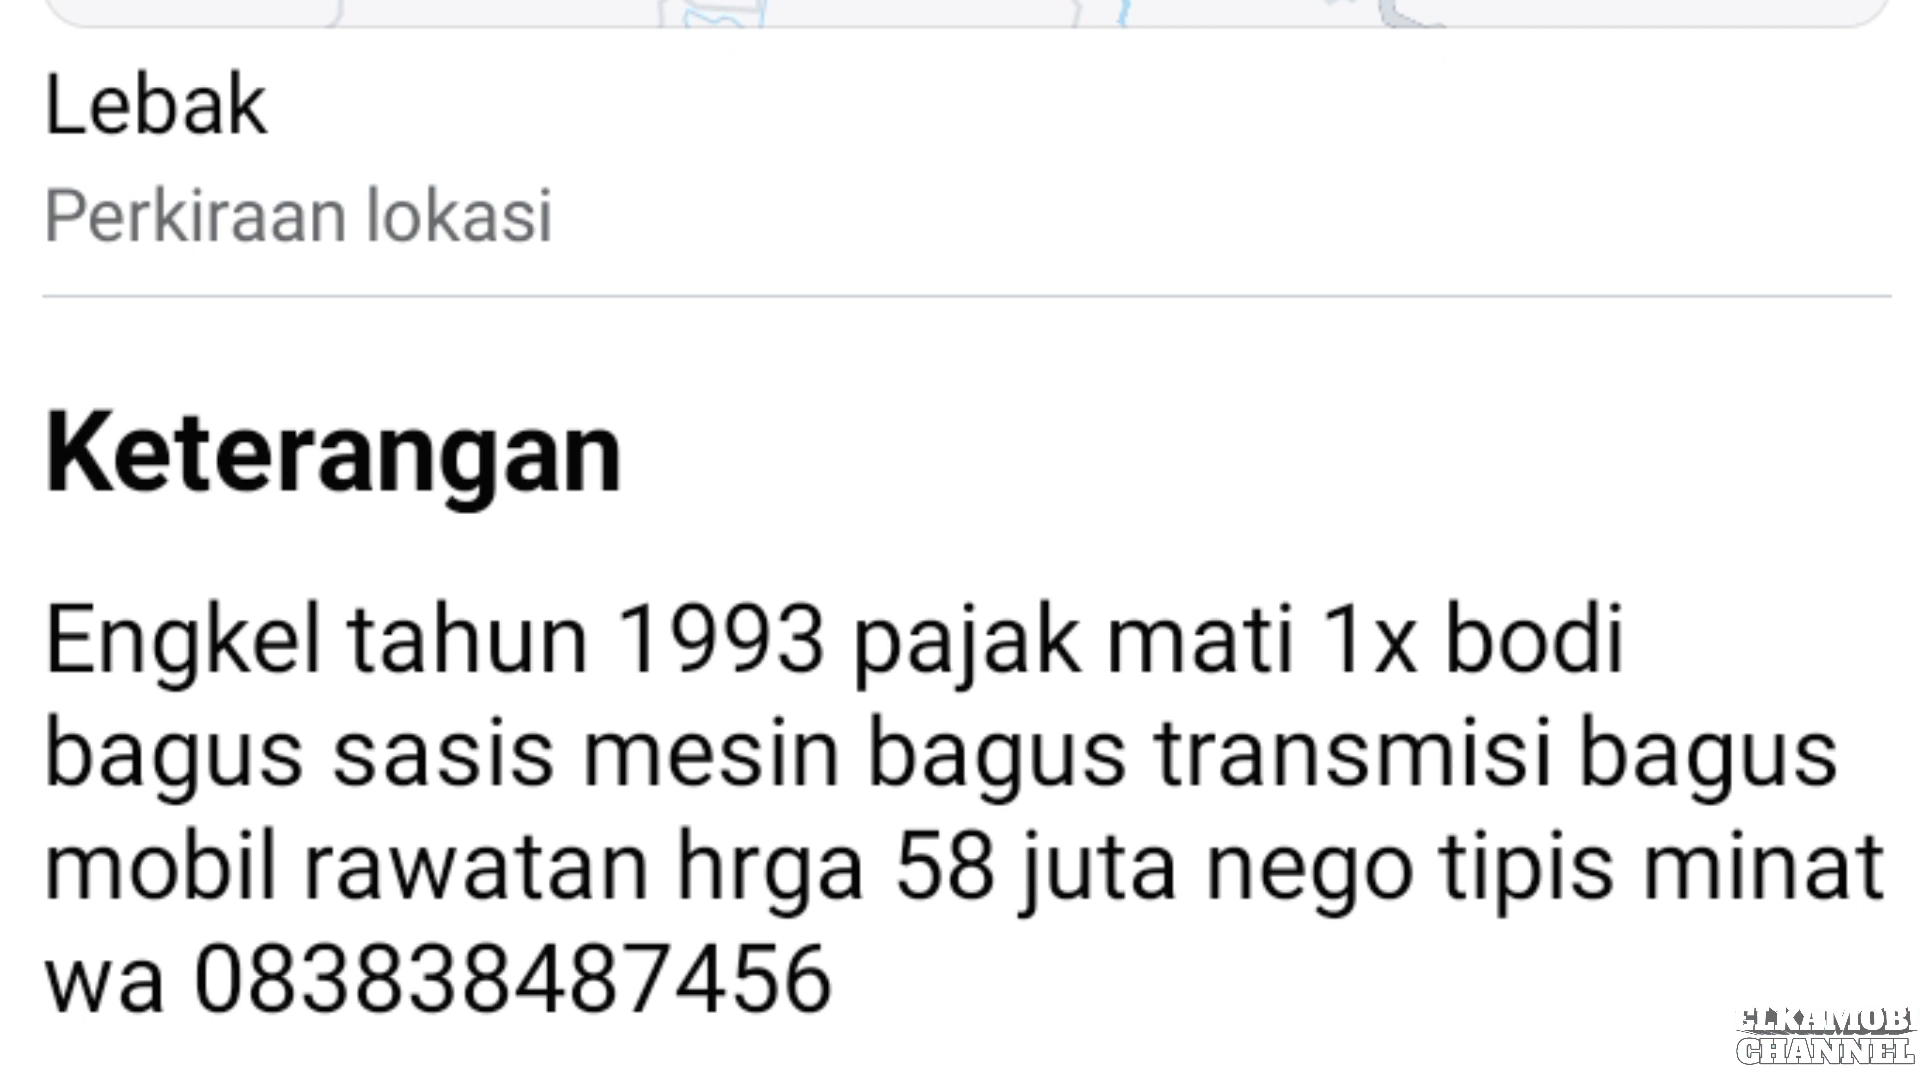 Lebak
Perkiraan lokasi
Keterangan
Engkel tahun 1993 pajak mati 1x bodi
bagus sasis mesin bagus transmisi bagus
mobil rawatan hrga 58 juta nego tipis minat
wa 083838487456
ELKAMOBI
CHANNEL